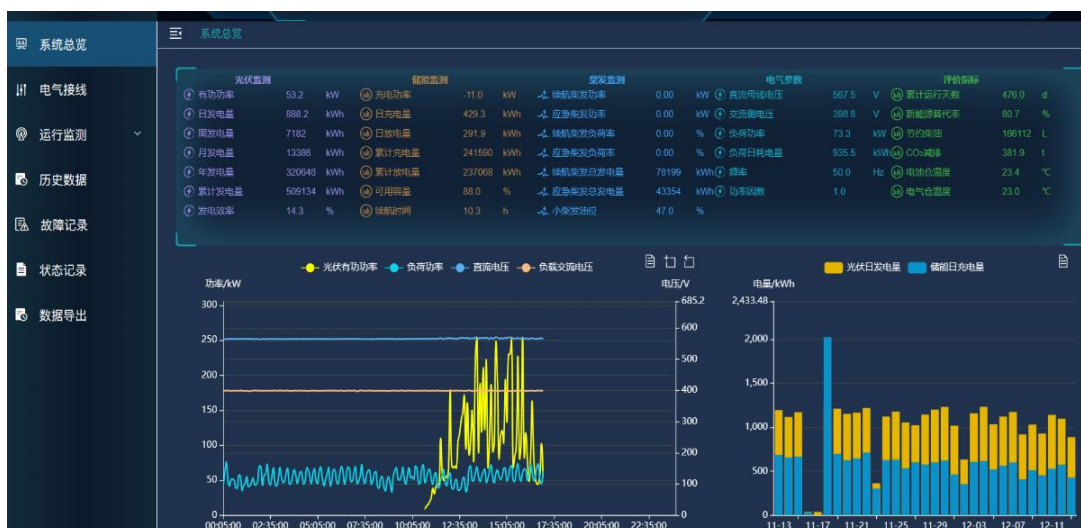 系统总览
电气接线
运行监测
历史数据
故障记录
状态记录
数据导出
系统总览
光伏监测 储能监测 柴发监测 电气参数 评价指标
有功功率 53.2 kW 充电功率 -11.0 kW 续航柴发功率 0.00 kW 直流母线电压 567.5 V 累计运行天数 476.0 d
日发电量 888.2 kWh 日充电量 429.3 kWh 应急柴发功率 0.00 kW 交流侧电压 398.8 V 新能源替代率 80.7 %
周发电量 7182 kWh 日放电量 291.9 kWh 续航柴发负荷率 0.00 % 负荷功率 73.3 kW 节约柴油 166112 L
月发电量 13386 kWh 累计充电量 241590 kWh 应急柴发负荷率 0.00 % 负荷日耗电量 935.5 kWh CO₂减排 381.9 t
年发电量 320646 kWh 累计放电量 237068 kWh 续航柴发总发电量 78199 kWh 频率 50.0 Hz 电池仓温度 23.4 ℃
累计发电量 509134 kWh 可用容量 88.0 % 应急柴发总发电量 43354 kWh 功率因数 1.0 电气仓温度 23.0 ℃
发电效率 14.3 % 续航时间 10.3 h 小柴发油位 47.0 %
光伏有功功率 负荷功率 直流电压 负载交流电压
功率/kW 电压/V
300 685.2
600
250
500
200
400
150
300
100
200
50
100
0 0
00:05:00 02:35:00 05:05:00 07:35:00 10:05:00 12:35:00 15:05:00 17:35:00 20:05:00 22:35:00
光伏日发电量 储能日充电量
电量/kWh
2,433.48
2,000
1,500
1,000
500
0
11-13 11-17 11-21 11-25 11-29 12-03 12-07 12-11